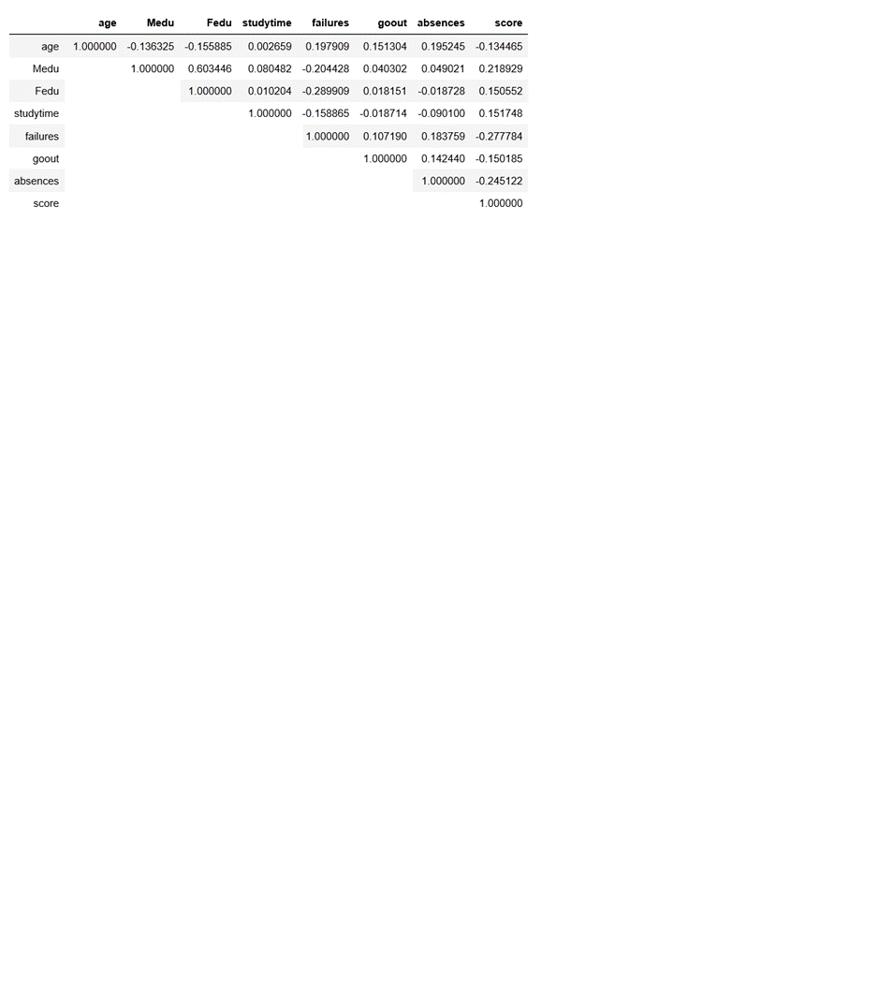 age Medu Fedu studytime failures goout absences score
age 1.000000 -0.136325 -0.155885 0.002659 0.197909 0.151304 0.195245 -0.134465
Medu 1.000000 0.603446 0.080482 -0.204428 0.040302 0.049021 0.218929
Fedu 1.000000 0.010204 -0.289909 0.018151 -0.018728 0.150552
studytime 1.000000 -0.158865 -0.018714 -0.090100 0.151748
failures 1.000000 0.107190 0.183759 -0.277784
goout 1.000000 0.142440 -0.150185
absences 1.000000 -0.245122
score 1.000000